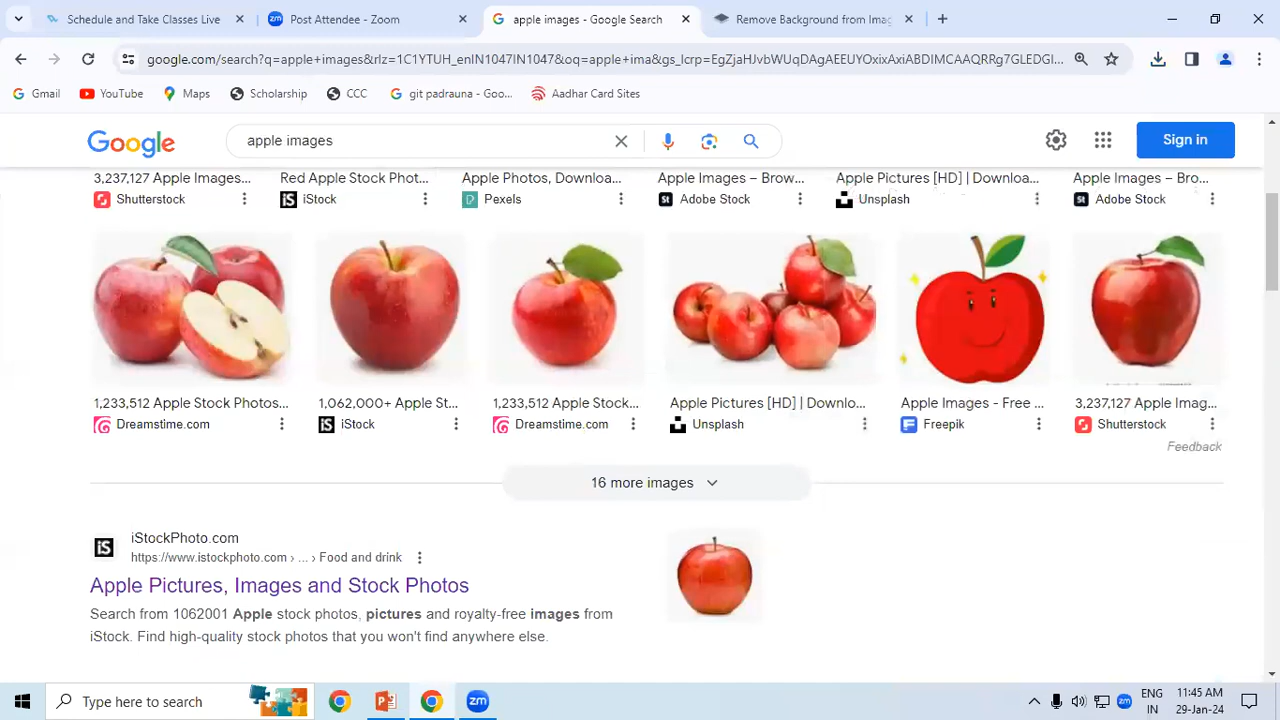 Schedule and Take Classes Live
Post Attendee - Zoom
apple images - Google Search
Remove Background from Imag
google.com/search?q=apple+images&rlz=1C1YTUH_enIN1047IN1047&oq=apple+ima&gs_lcrp=EgZjaHJvbWUqDAgAEEUYOxixAxiABDIMCAAQRRg7GLEDGI...
Gmail
YouTube
Maps
Scholarship
CCC
git padrauna - Goo...
Aadhar Card Sites
Google
apple images
Sign in
3,237,127 Apple Images...
Red Apple Stock Phot...
Apple Photos, Downloa...
Apple Images – Brow...
Apple Pictures [HD] | Downloa...
Apple Images – Bro...
Shutterstock
iS iStock
Pexels
St Adobe Stock
Unsplash
St Adobe Stock
1,233,512 Apple Stock Photos...
1,062,000+ Apple St...
1,233,512 Apple Stock...
Apple Pictures [HD] | Downlo...
Apple Images - Free ...
3,237,127 Apple Imag...
Dreamstime.com
iS iStock
Dreamstime.com
Unsplash
Freepik
Shutterstock
Feedback
16 more images
iS iStockPhoto.com
https://www.istockphoto.com › ... › Food and drink
Apple Pictures, Images and Stock Photos
Search from 1062001 Apple stock photos, pictures and royalty-free images from
iStock. Find high-quality stock photos that you won't find anywhere else.
Type here to search
zm
zm
ENG
IN
11:45 AM
29-Jan-24